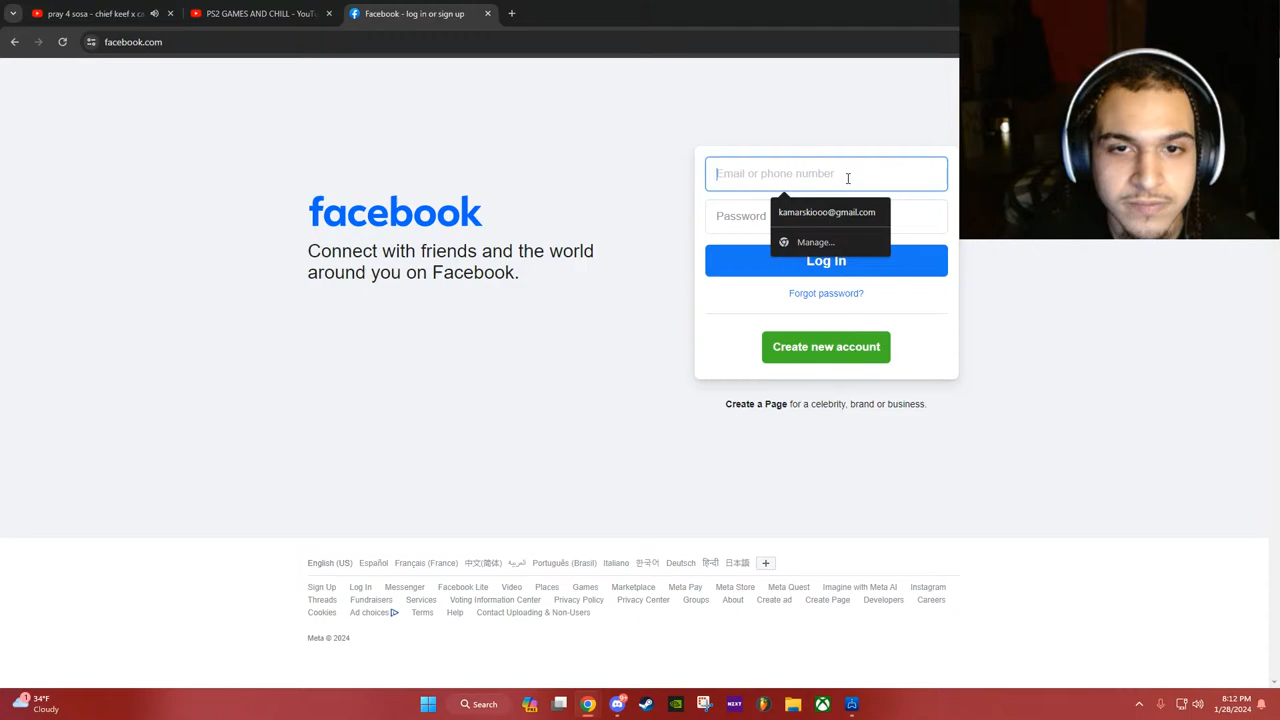 pray 4 sosa - chief keef x ca
PS2 GAMES AND CHILL - YouT
Facebook - log in or sign up
facebook.com
facebook
Connect with friends and the world
around you on Facebook.
Email or phone number
kamarskiooo@gmail.com
Password
Manage...
Log In
Forgot password?
Create new account
Create a Page for a celebrity, brand or business.
English (US) Español Français (France) 中文(简体) العربية Português (Brasil) Italiano 한국어 Deutsch हिन्दी 日本語 +
Sign Up Log In Messenger Facebook Lite Video Places Games Marketplace Meta Pay Meta Store Meta Quest Imagine with Meta AI Instagram
Threads Fundraisers Services Voting Information Center Privacy Policy Privacy Center Groups About Create ad Create Page Developers Careers
Cookies Ad choices Terms Help Contact Uploading & Non-Users
Meta © 2024
1
34°F
Cloudy
Search
NZXT
8:12 PM
1/28/2024